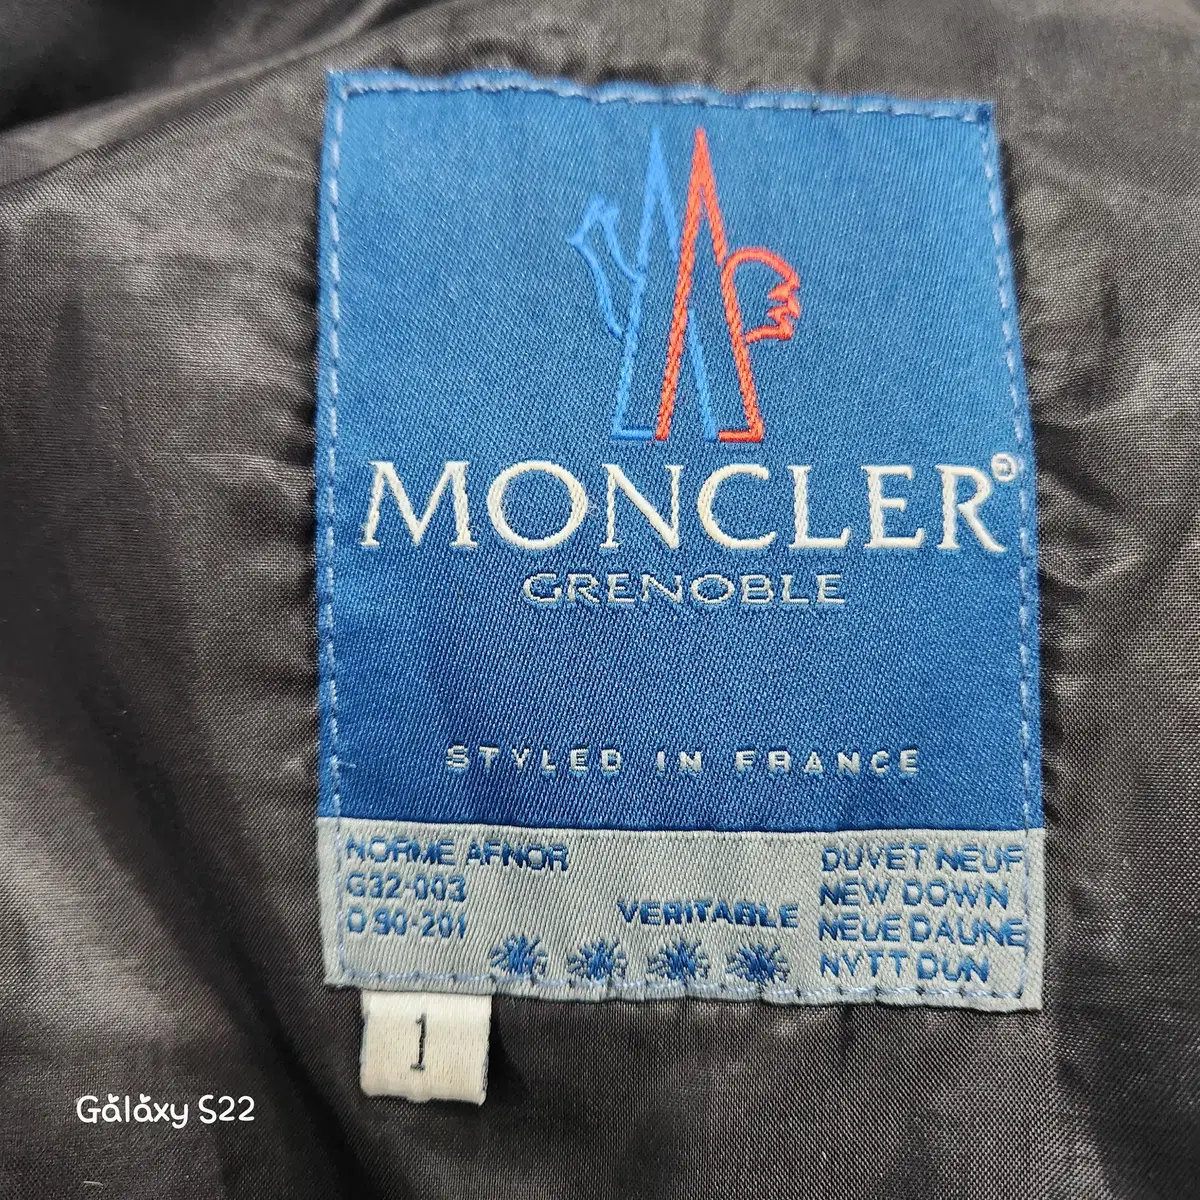 MONCLER®
GRENOBLE
STYLED IN FRANCE
NORME AFNOR
G32-003
D 90-201
VERITABLE
DUVET NEUF
NEW DOWN
NEUE DAUNE
NYTT DUN
1
Galaxy S22